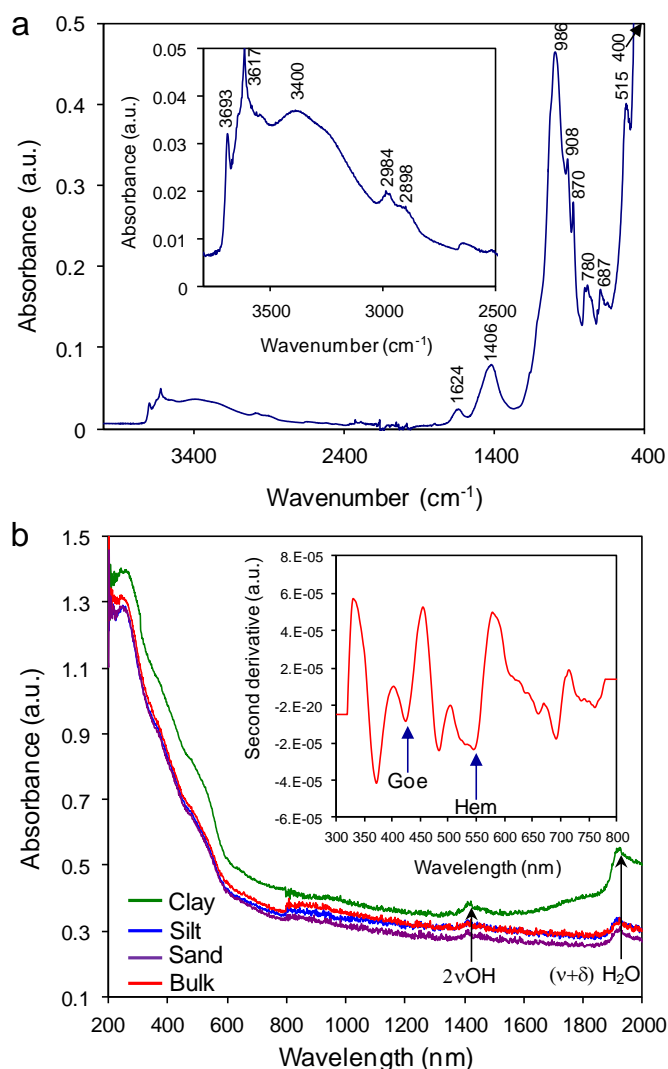 a
Absorbance (a.u.)
0.5
0.4
0.3
0.2
0.1
0
3400
2400
1400
400
Wavenumber (cm-1)
1624
1406
986
908
870
780
687
515
400
Absorbance (a.u.)
0.05
0.04
0.03
0.02
0.01
0
3500
3000
2500
Wavenumber (cm-1)
3693
3617
3400
2984
2898
b
Absorbance (a.u.)
1.5
1.3
1.1
0.9
0.7
0.5
0.3
0.1
200 400 600 800 1000 1200 1400 1600 1800 2000
Wavelength (nm)
Clay
Silt
Sand
Bulk
2νOH
(ν+δ) H2O
Second derivative (a.u.)
8.E-05
6.E-05
4.E-05
2.E-05
-2.E-20
-2.E-05
-4.E-05
-6.E-05
300 400 450 500 550 600 700 750 800
Wavelength (nm)
Goe
Hem